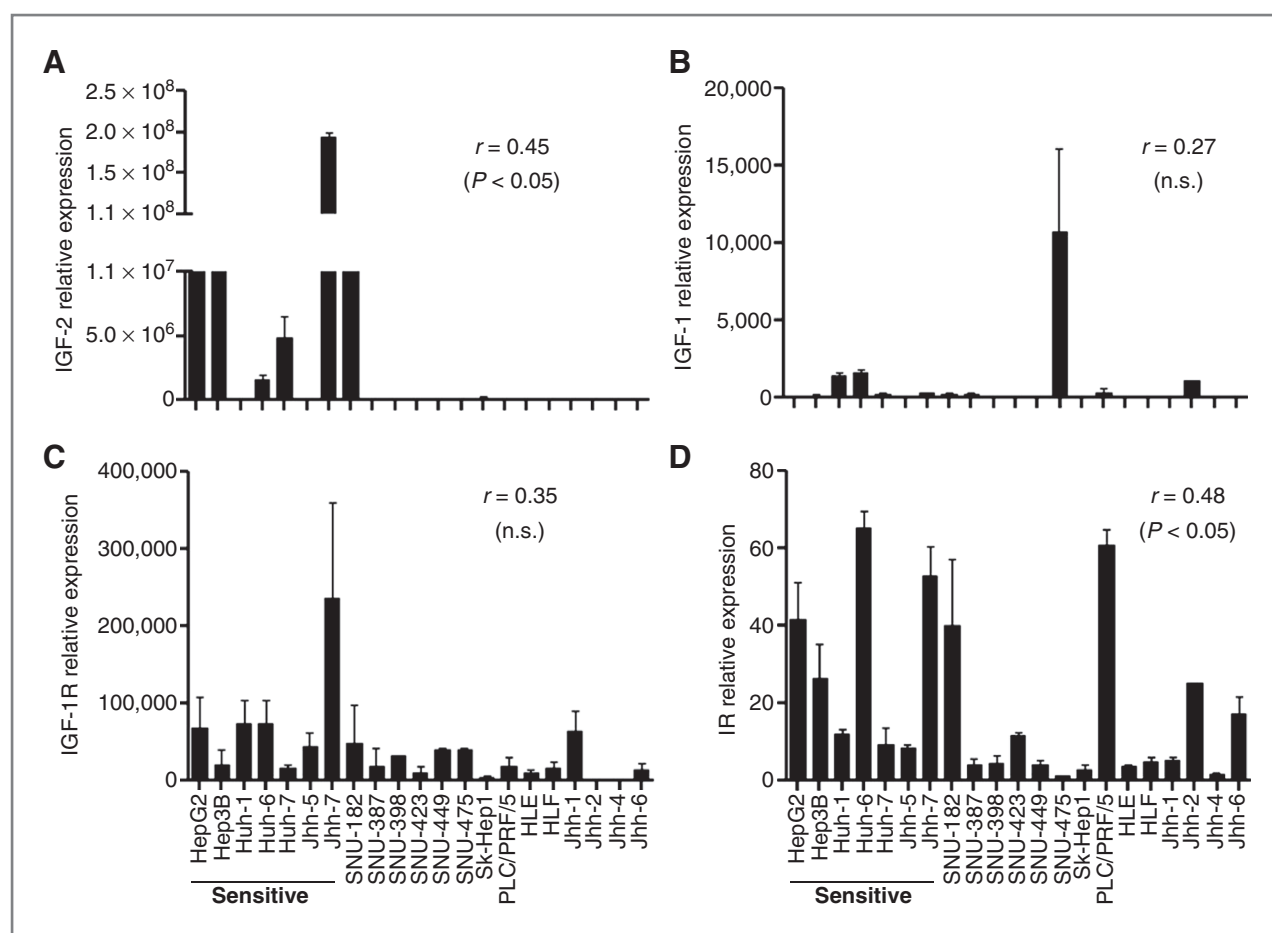 A
IGF-2 relative expression
2.5 × 10⁸
2.0 × 10⁸
1.5 × 10⁸
1.1 × 10⁸
1.1 × 10⁷
5.0 × 10⁶
0
r = 0.45
(P < 0.05)
B
IGF-1 relative expression
20,000
15,000
10,000
5,000
0
r = 0.27
(n.s.)
C
IGF-1R relative expression
400,000
300,000
200,000
100,000
0
r = 0.35
(n.s.)
HepG2
Hep3B
Huh-1
Huh-6
Huh-7
Jhh-5
Jhh-7
SNU-182
SNU-387
SNU-398
SNU-423
SNU-449
SNU-475
Sk-Hep1
PLC/PRF/5
HLE
HLF
Jhh-1
Jhh-2
Jhh-4
Jhh-6
Sensitive
D
IR relative expression
80
60
40
20
0
r = 0.48
(P < 0.05)
HepG2
Hep3B
Huh-1
Huh-6
Huh-7
Jhh-5
Jhh-7
SNU-182
SNU-387
SNU-398
SNU-423
SNU-449
SNU-475
Sk-Hep1
PLC/PRF/5
HLE
HLF
Jhh-1
Jhh-2
Jhh-4
Jhh-6
Sensitive